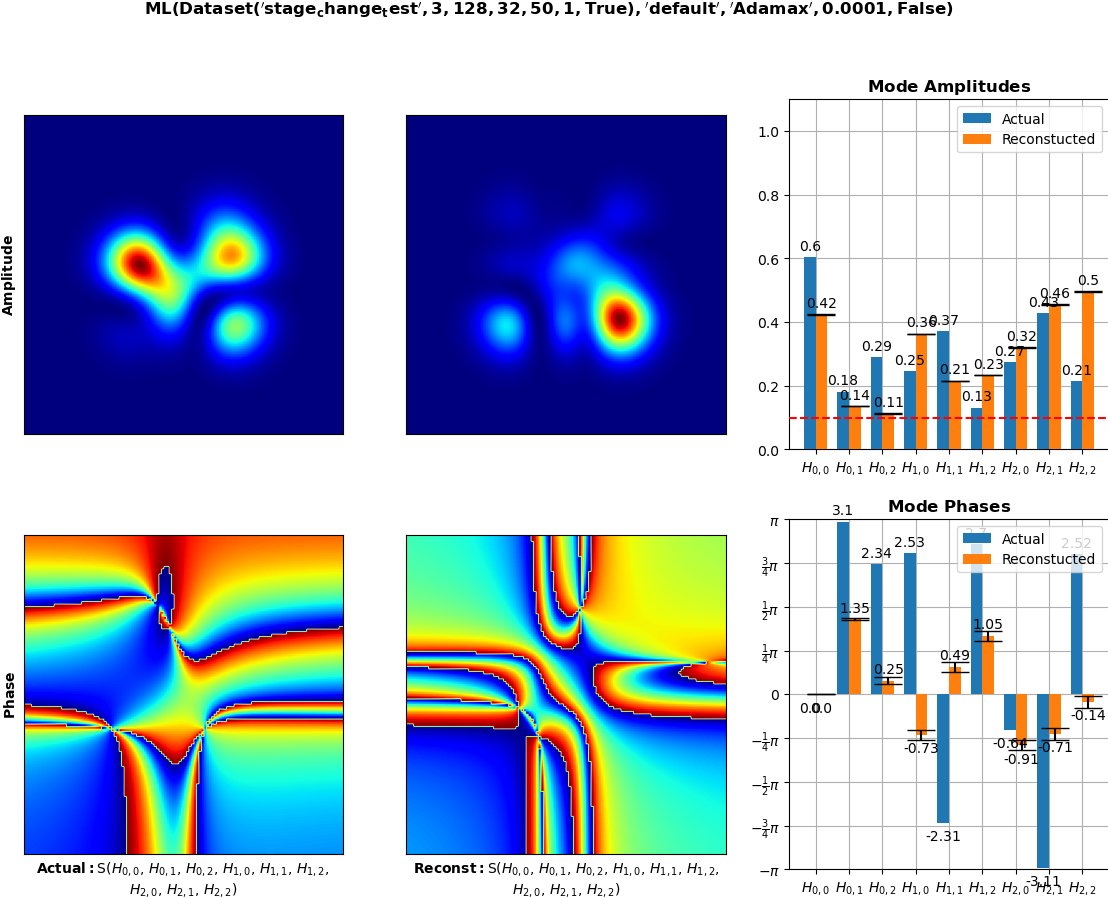 ML(Dataset('stage_change_test', 3, 128, 32, 50, 1, True), 'default', 'Adamax', 0.0001, False)
Mode Amplitudes
Actual
Reconstucted
Amplitude
1.0
0.8
0.6
0.4
0.2
0.0
0.6
0.42
0.18
0.14
0.29
0.11
0.25
0.36
0.37
0.21
0.13
0.23
0.27
0.32
0.43
0.46
0.21
0.5
H0,0 H0,1 H0,2 H1,0 H1,1 H1,2 H2,0 H2,1 H2,2
Mode Phases
Actual
Reconstucted
Phase
π
3/4π
1/2π
1/4π
0
−1/4π
−1/2π
−3/4π
−π
0.0
0.0
3.1
1.35
2.34
0.25
2.53
-0.73
-2.31
0.49
2.7
1.05
-0.64
-0.91
-3.11
-0.71
2.52
-0.14
H0,0 H0,1 H0,2 H1,0 H1,1 H1,2 H2,0 H2,1 H2,2
Actual: S(H0,0, H0,1, H0,2, H1,0, H1,1, H1,2,
H2,0, H2,1, H2,2)
Reconst: S(H0,0, H0,1, H0,2, H1,0, H1,1, H1,2,
H2,0, H2,1, H2,2)